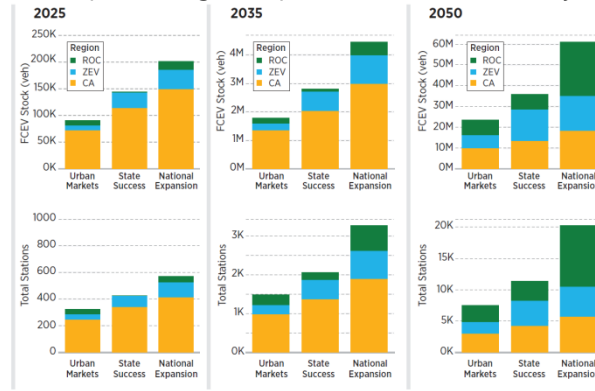 2025
FCEV Stock (veh)
250K
200K
150K
100K
50K
0K
Region
ROC
ZEV
CA
Urban Markets
State Success
National Expansion
2035
FCEV Stock (veh)
4M
3M
2M
1M
0M
Region
ROC
ZEV
CA
Urban Markets
State Success
National Expansion
2050
FCEV Stock (veh)
60M
50M
40M
30M
20M
10M
0M
Region
ROC
ZEV
CA
Urban Markets
State Success
National Expansion
Total Stations
1000
800
600
400
200
0
Urban Markets
State Success
National Expansion
Total Stations
3K
2K
1K
0K
Urban Markets
State Success
National Expansion
Total Stations
20K
15K
10K
5K
0K
Urban Markets
State Success
National Expansion